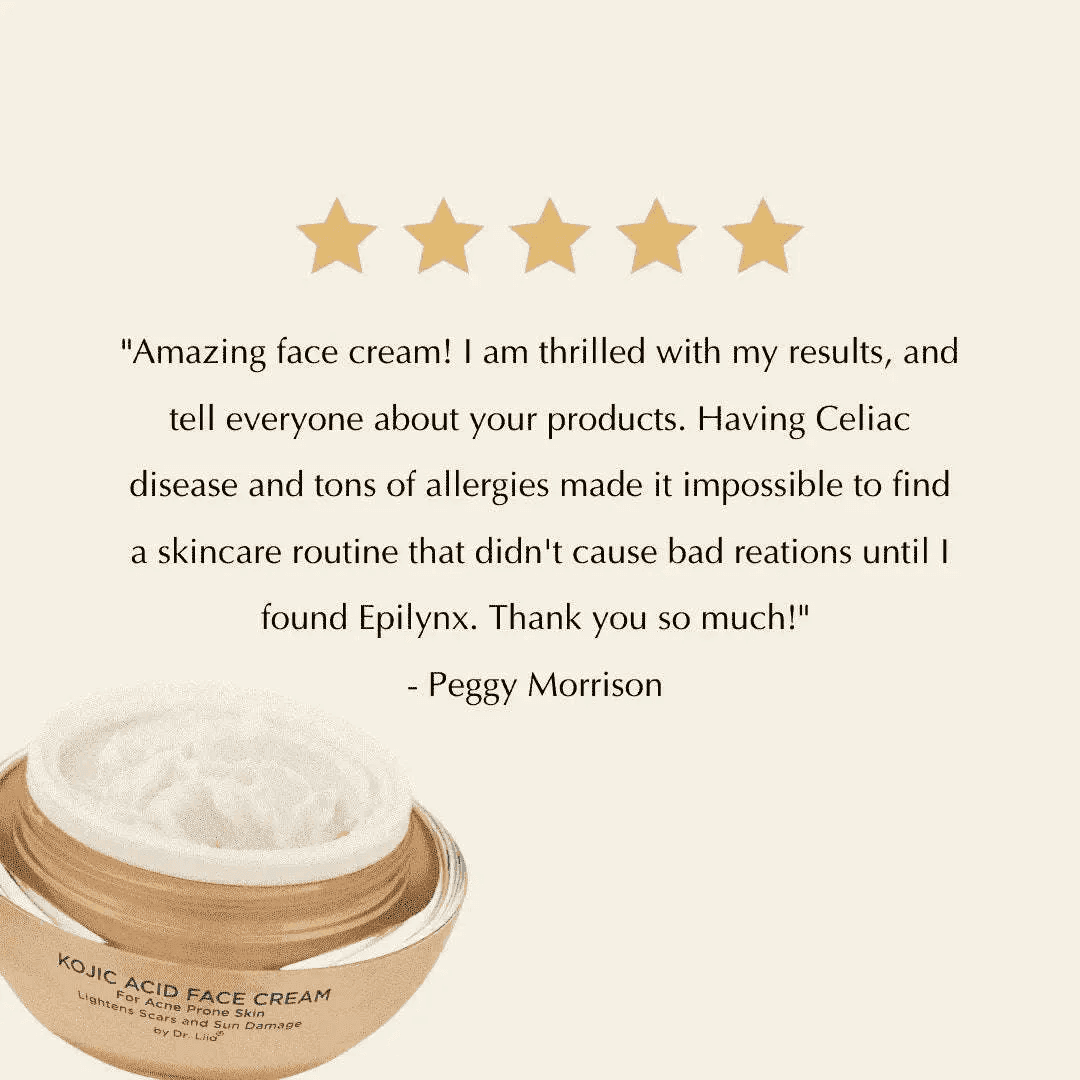 "Amazing face cream! I am thrilled with my results, and
tell everyone about your products. Having Celiac
disease and tons of allergies made it impossible to find
a skincare routine that didn't cause bad reations until I
found Epilynx. Thank you so much!"
- Peggy Morrison
KOJIC ACID FACE CREAM
For Acne Prone Skin
Lightens Scars and Sun Damage
by Dr. Liia®